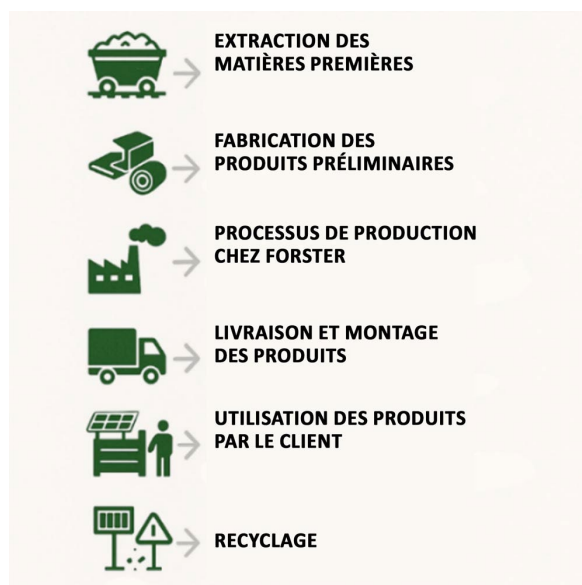 EXTRACTION DES
MATIÈRES PREMIÈRES
FABRICATION DES
PRODUITS PRÉLIMINAIRES
PROCESSUS DE PRODUCTION
CHEZ FORSTER
LIVRAISON ET MONTAGE
DES PRODUITS
UTILISATION DES PRODUITS
PAR LE CLIENT
RECYCLAGE